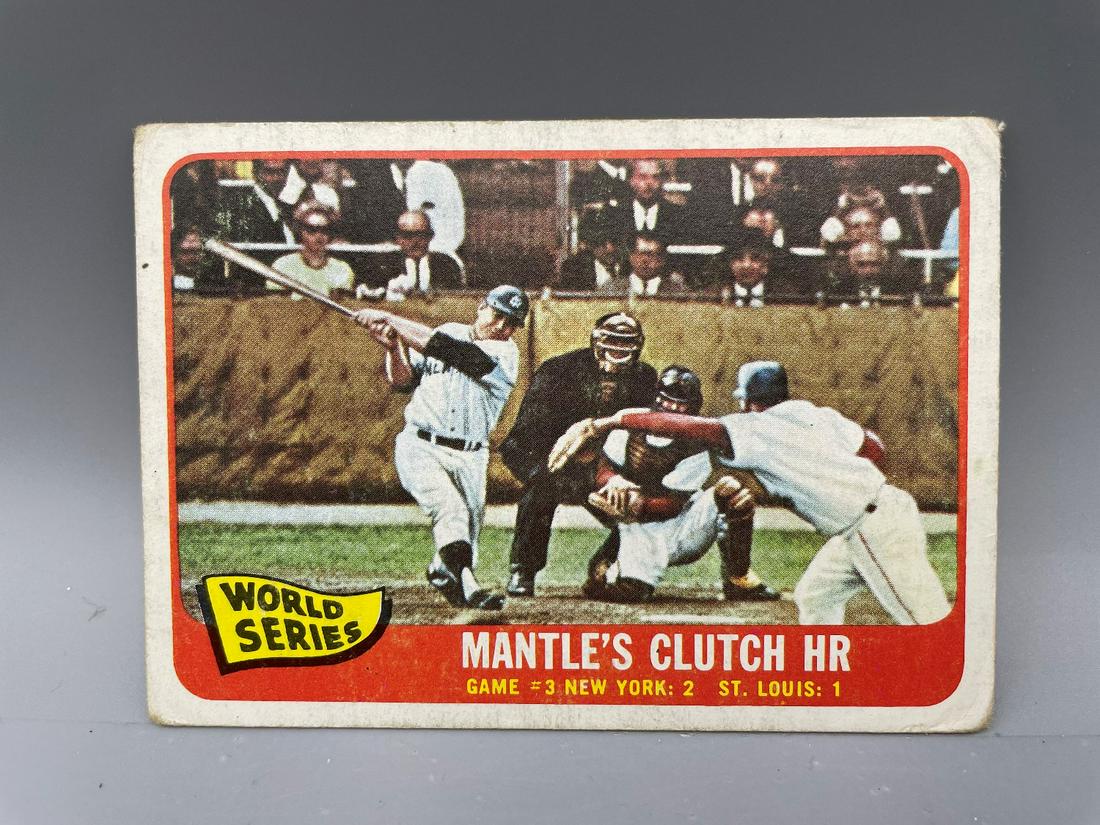 WORLD
SERIES
MANTLE'S CLUTCH HR
GAME #3 NEW YORK: 2 ST. LOUIS: 1